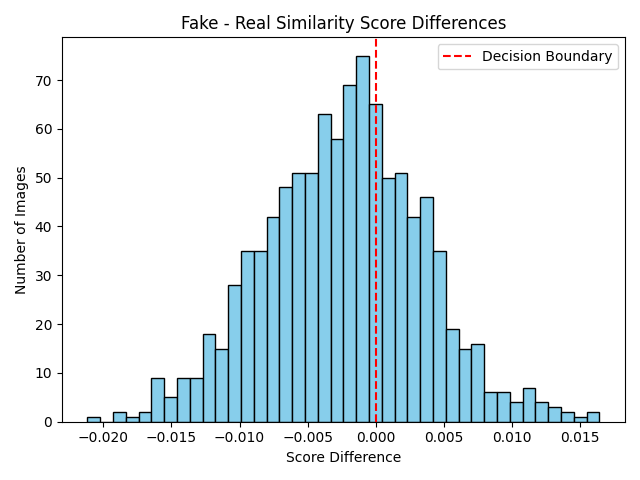 Fake - Real Similarity Score Differences
Decision Boundary
Number of Images
70
60
50
40
30
20
10
0
−0.020 −0.015 −0.010 −0.005 0.000 0.005 0.010 0.015
Score Difference